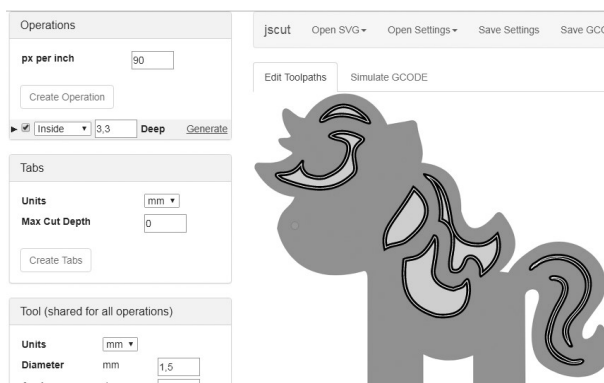 Operations
px per inch 90
Create Operation
Inside 3,3 Deep Generate
Tabs
Units mm
Max Cut Depth 0
Create Tabs
Tool (shared for all operations)
Units mm
Diameter mm 1,5
jscut Open SVG Open Settings Save Settings Save GCO
Edit Toolpaths Simulate GCODE